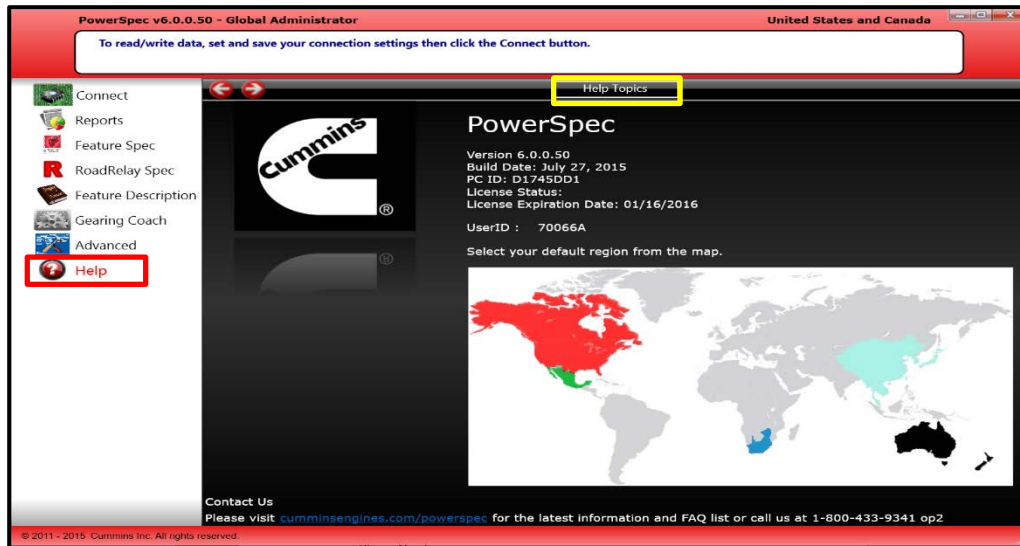 PowerSpec v6.0.0.50 - Global Administrator United States and Canada
To read/write data, set and save your connection settings then click the Connect button.
Connect
Reports
Feature Spec
RoadRelay Spec
Feature Description
Gearing Coach
Advanced
Help
Help Topics
Cummins
®
PowerSpec
Version 6.0.0.50
Build Date: July 27, 2015
PC ID: D1745DD1
License Status:
License Expiration Date: 01/16/2016
UserID : 70066A
Select your default region from the map.
Contact Us
Please visit cumminsengines.com/powerspec for the latest information and FAQ list or call us at 1-800-433-9341 op2
© 2011 - 2015 Cummins Inc. All rights reserved.